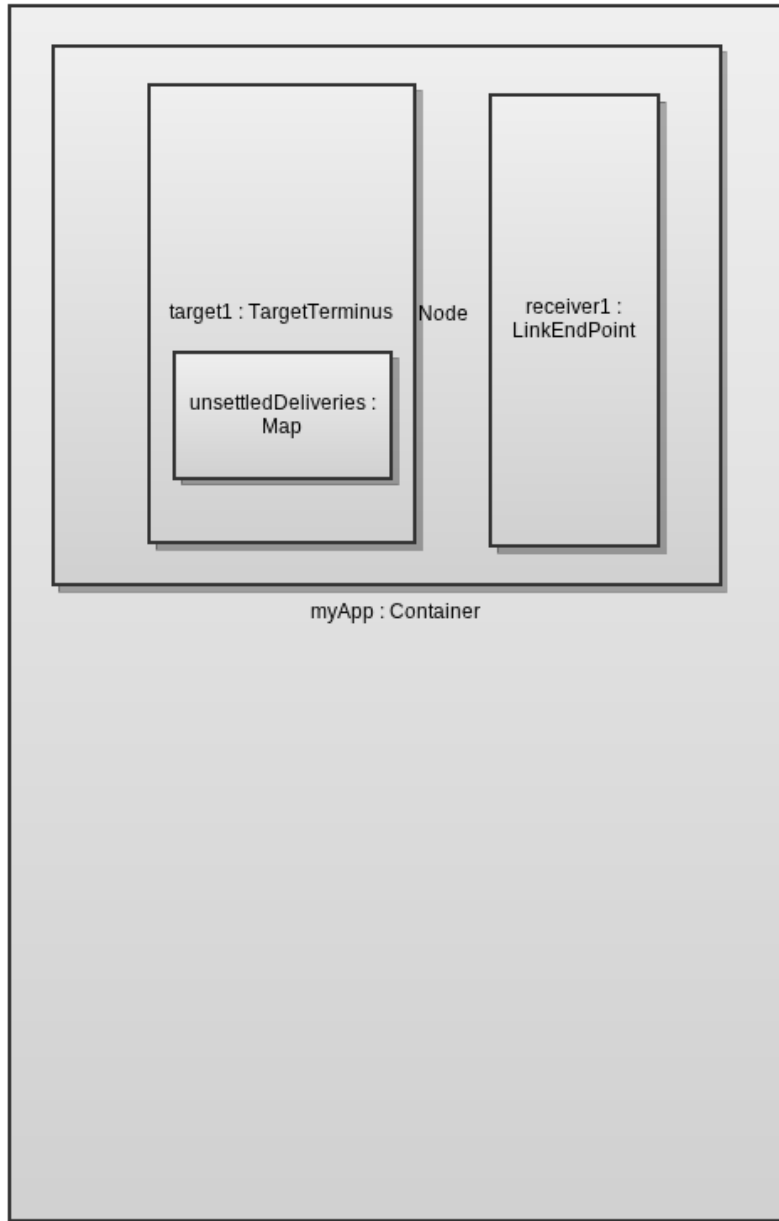 target1 : TargetTerminus
Node
receiver1 :
LinkEndPoint
unsettledDeliveries :
Map
myApp : Container